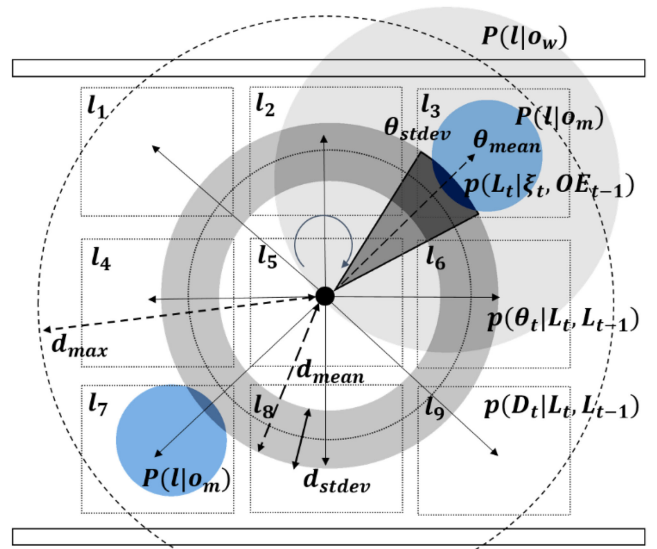 P(l|o_w)
l_1
l_2
l_3
P(l|o_m)
θ_stdev
θ_mean
p(L_t|ξ_t, OE_{t-1})
l_4
l_5
l_6
p(θ_t|L_t, L_{t-1})
d_max
d_mean
l_7
l_8
l_9
p(D_t|L_t, L_{t-1})
P(l|o_m)
d_stdev